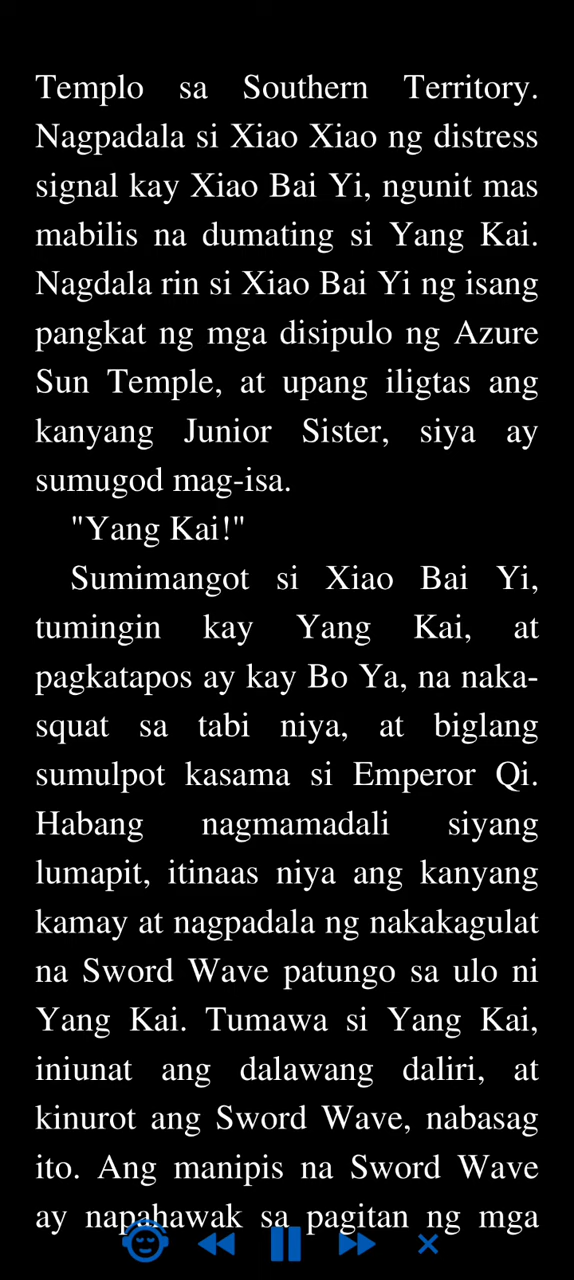 Templo sa Southern Territory.
Nagpadala si Xiao Xiao ng distress
signal kay Xiao Bai Yi, ngunit mas
mabilis na dumating si Yang Kai.
Nagdala rin si Xiao Bai Yi ng isang
pangkat ng mga disipulo ng Azure
Sun Temple, at upang iligtas ang
kanyang Junior Sister, siya ay
sumugod mag-isa.
"Yang Kai!"
Sumimangot si Xiao Bai Yi,
tumingin kay Yang Kai, at
pagkatapos ay kay Bo Ya, na naka-
squat sa tabi niya, at biglang
sumulpot kasama si Emperor Qi.
Habang nagmamadali siyang
lumapit, itinaas niya ang kanyang
kamay at nagpadala ng nakakagulat
na Sword Wave patungo sa ulo ni
Yang Kai. Tumawa si Yang Kai,
iniunat ang dalawang daliri, at
kinurot ang Sword Wave, nabasag
ito. Ang manipis na Sword Wave
ay napahawak sa pagitan ng mga